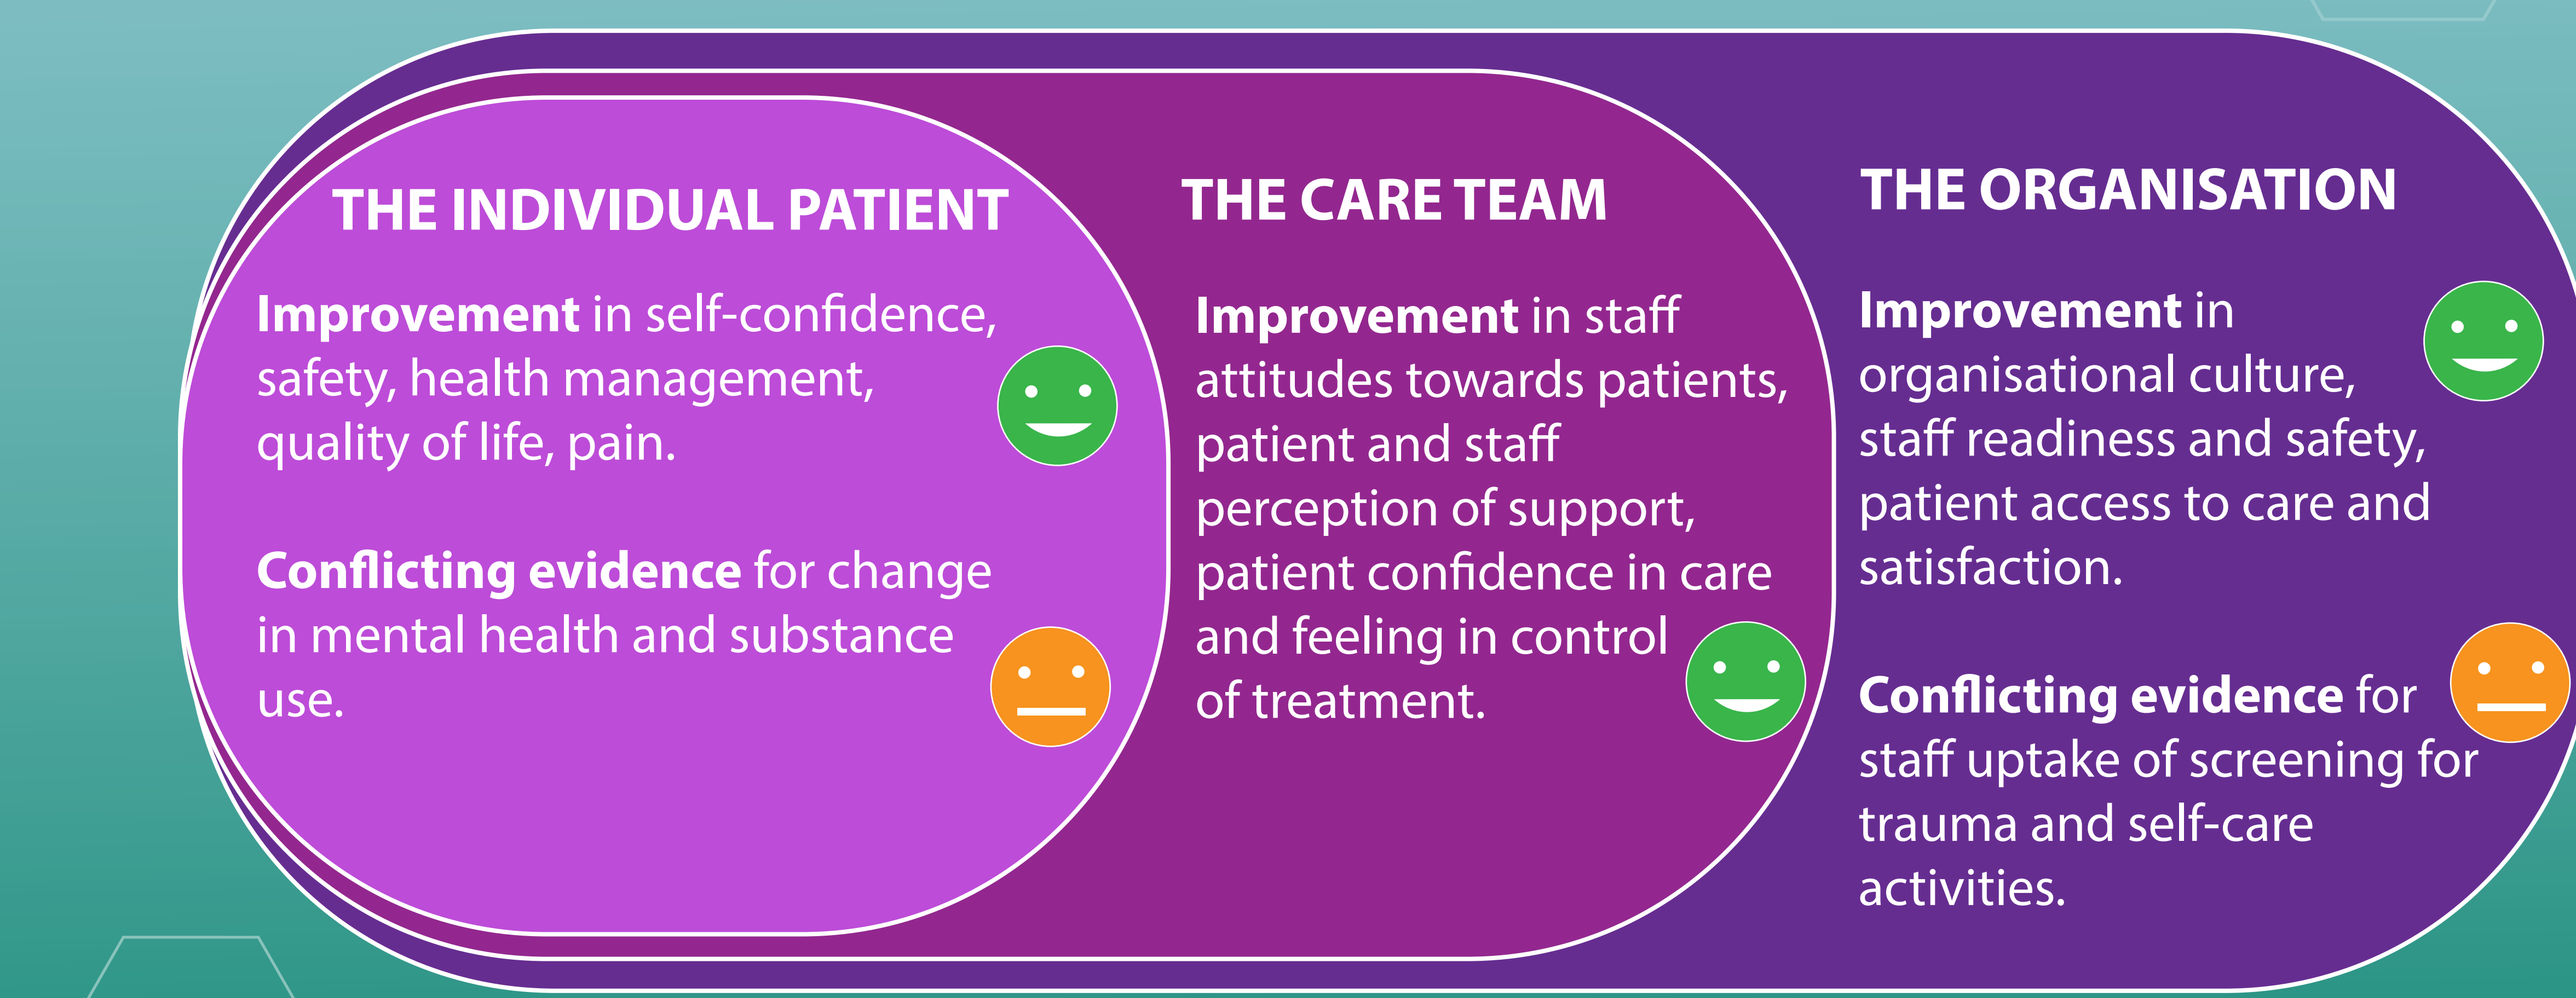 THE INDIVIDUAL PATIENT
Improvement in self-confidence,
safety, health management,
quality of life, pain.
Conflicting evidence for change
in mental health and substance
use.
THE CARE TEAM
Improvement in staff
attitudes towards patients,
patient and staff
perception of support,
patient confidence in care
and feeling in control
of treatment.
THE ORGANISATION
Improvement in
organisational culture,
staff readiness and safety,
patient access to care and
satisfaction.
Conflicting evidence for
staff uptake of screening for
trauma and self-care
activities.